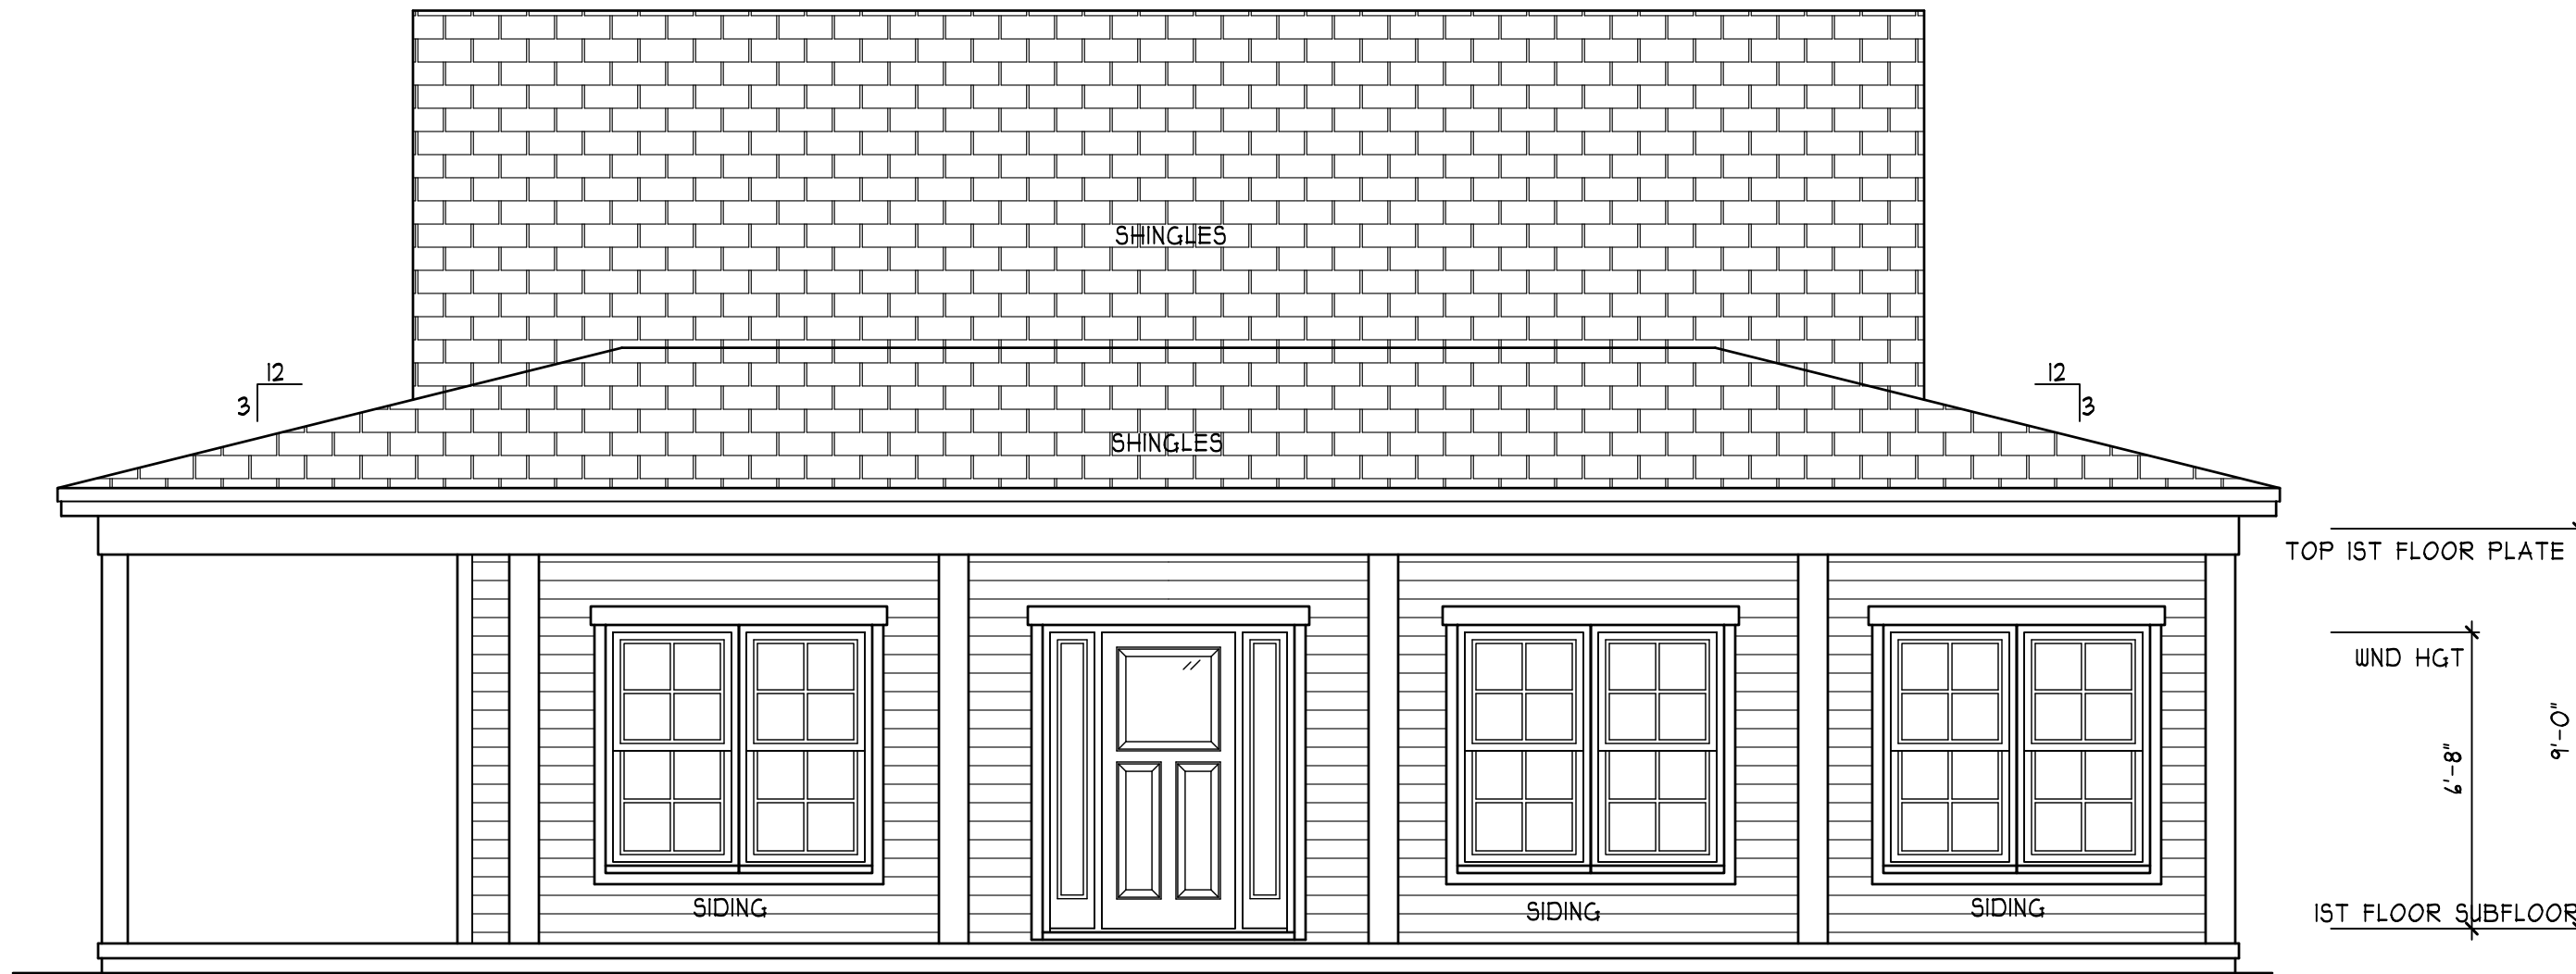 SHINGLES
12
3
12
3
SHINGLES
TOP 1ST FLOOR PLATE
WND HGT
9'-0"
6'-8"
SIDING
SIDING
SIDING
1ST FLOOR SUBFLOOR